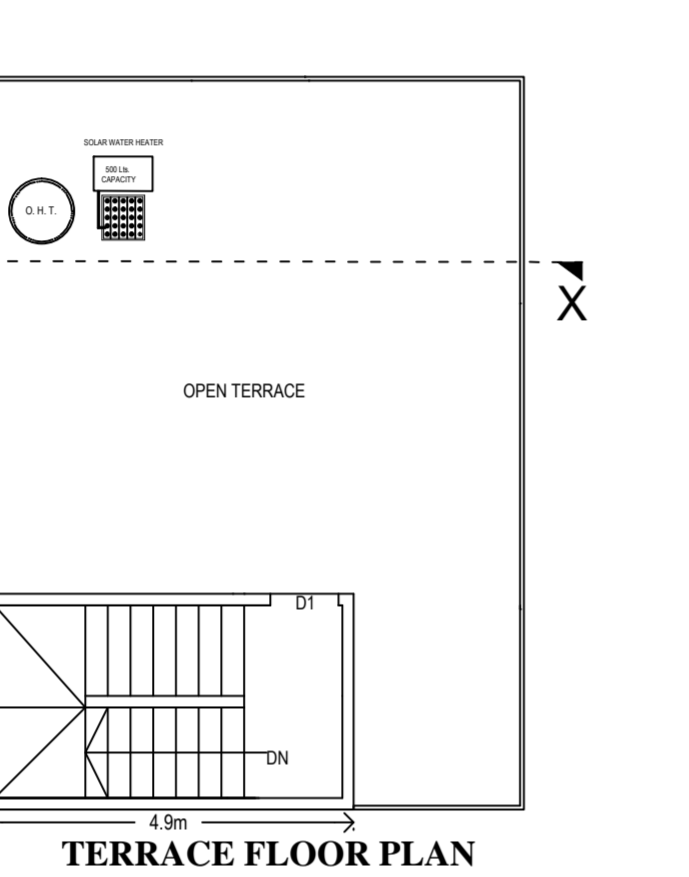 SOLAR WATER HEATER
500 Lts.
CAPACITY
O. H. T.
X
OPEN TERRACE
D1
DN
4.9m
TERRACE FLOOR PLAN